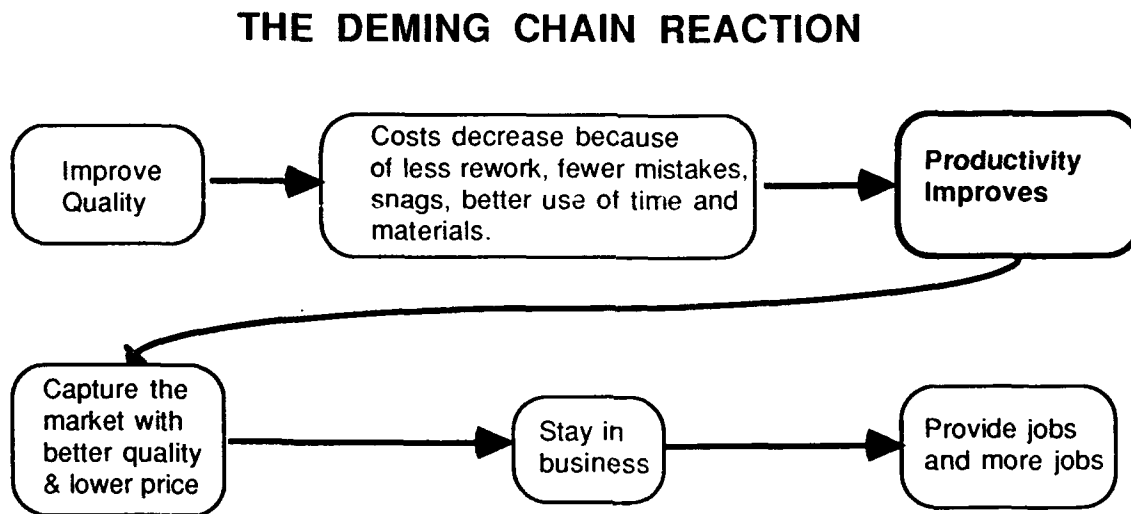 THE DEMING CHAIN REACTION
Improve
Quality
Costs decrease because
of less rework, fewer mistakes,
snags, better use of time and
materials.
Productivity
Improves
Capture the
market with
better quality
& lower price
Stay in
business
Provide jobs
and more jobs